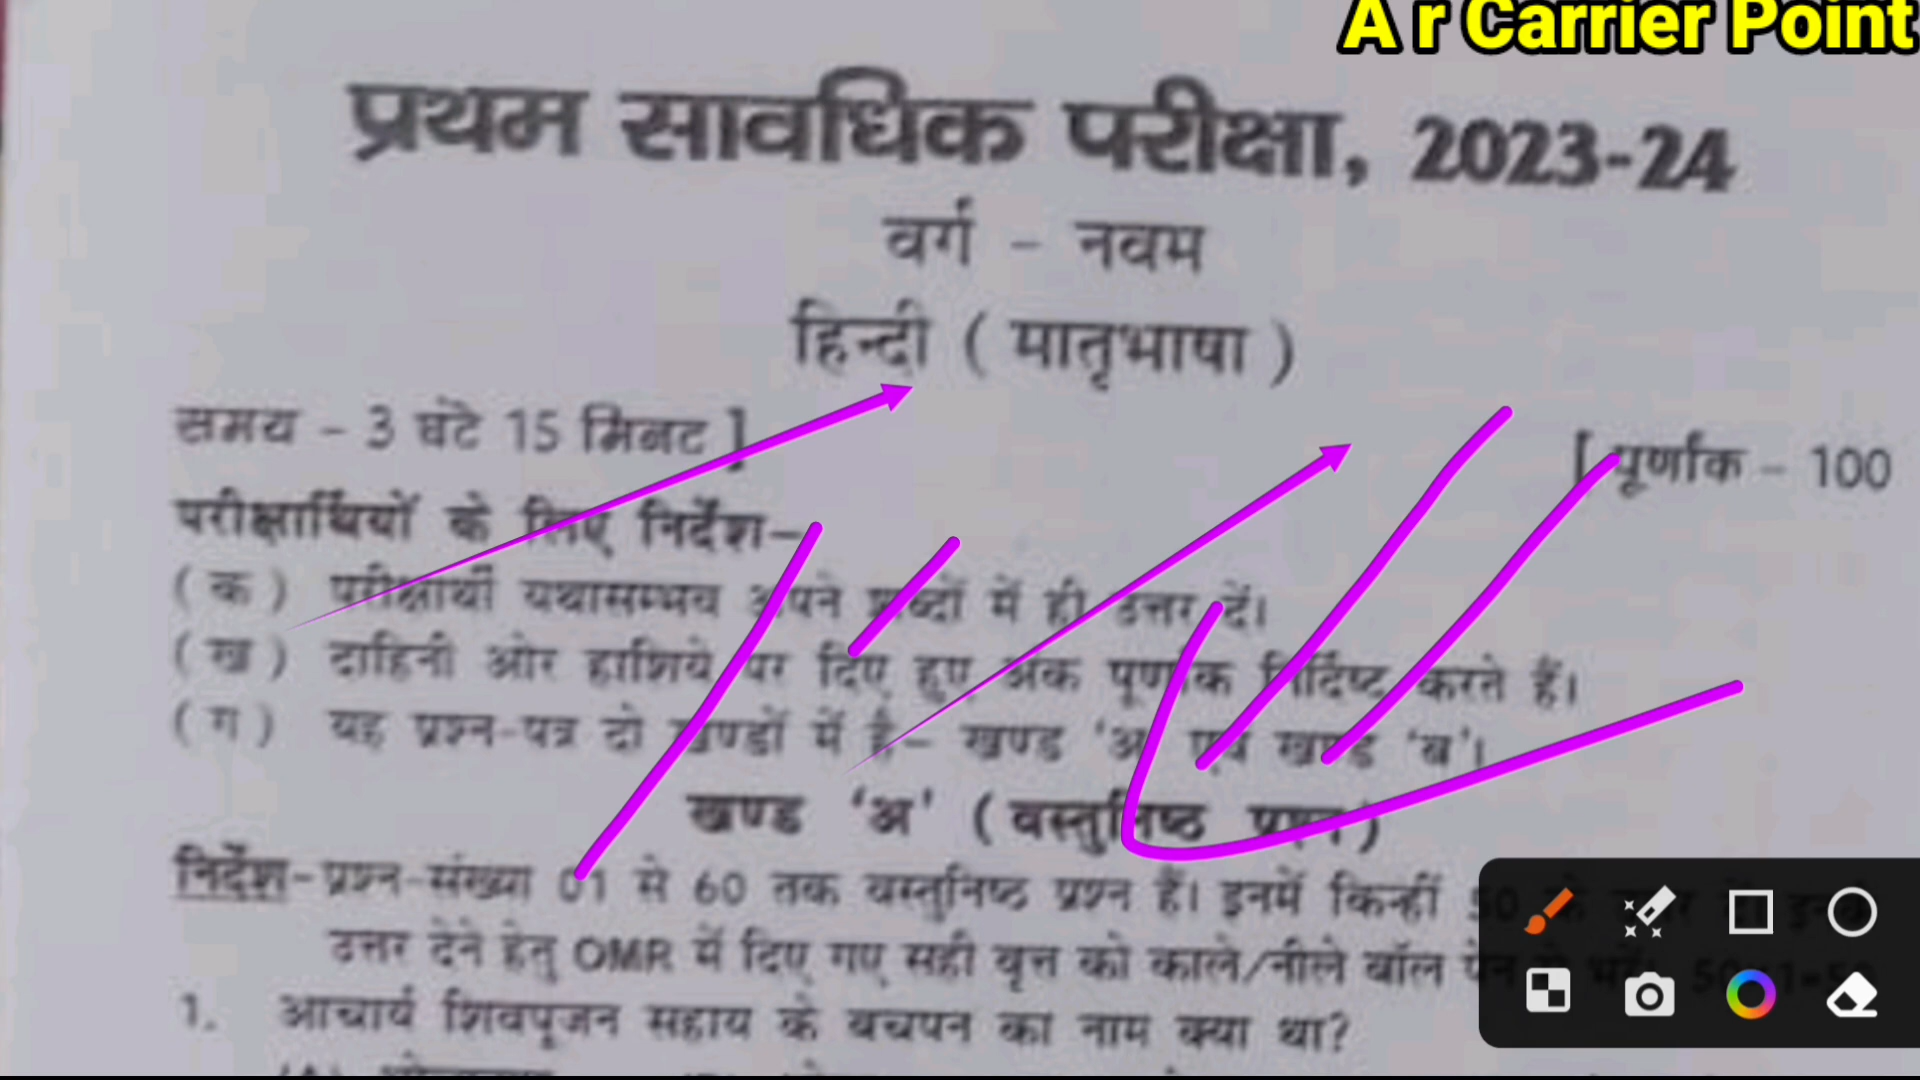 A r Carrier Point
प्रथम सावधिक परीक्षा, 2023-24
वर्ग - नवम
हिन्दी ( मातृभाषा )
समय - 3 घंटे 15 मिनट ]
[ पूर्णांक - 100
परीक्षार्थियों के लिए निर्देश-
( क ) परीक्षार्थी यथासम्भव अपने शब्दों में ही उत्तर दें।
( ख ) दाहिनी ओर हाशिये पर दिए हुए अंक पूर्णांक निर्दिष्ट करते हैं।
( ग ) यह प्रश्न-पत्र दो खण्डों में है- खण्ड 'अ' एवं खण्ड 'ब'।
खण्ड 'अ' ( वस्तुनिष्ठ प्रश्न )
निर्देश-प्रश्न-संख्या 01 से 60 तक वस्तुनिष्ठ प्रश्न हैं। इनमें किन्हीं 50
उत्तर देने हेतु OMR में दिए गए सही वृत्त को काले/नीले बॉल पेन
1. आचार्य शिवपूजन सहाय के बचपन का नाम क्या था?